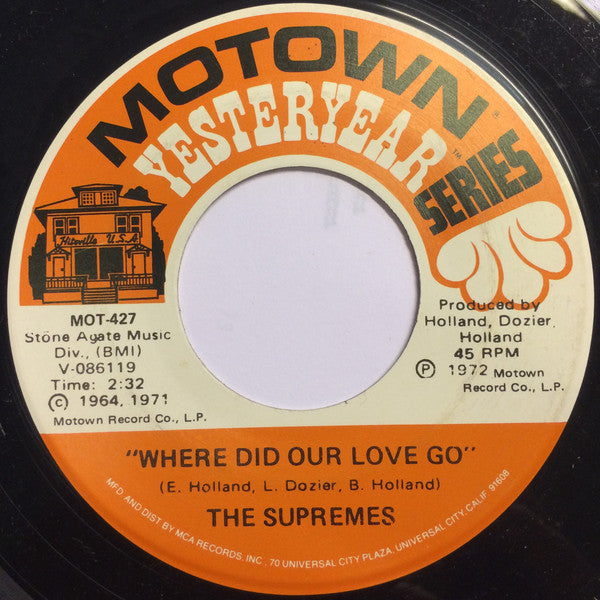 MOTOWN
YESTERYEAR™
SERIES
Hitsville U.S.A
MOT-427
Stone Agate Music
Div., (BMI)
V-086119
Time: 2:32
© 1964, 1971
Motown Record Co., L.P.
Produced by
Holland, Dozier,
Holland
45 RPM
℗ 1972 Motown
Record Co., L.P.
"WHERE DID OUR LOVE GO"
(E. Holland, L. Dozier, B. Holland)
THE SUPREMES
MFD. AND DIST BY MCA RECORDS, INC., 70 UNIVERSAL CITY PLAZA, UNIVERSAL CITY, CALIF. 91608